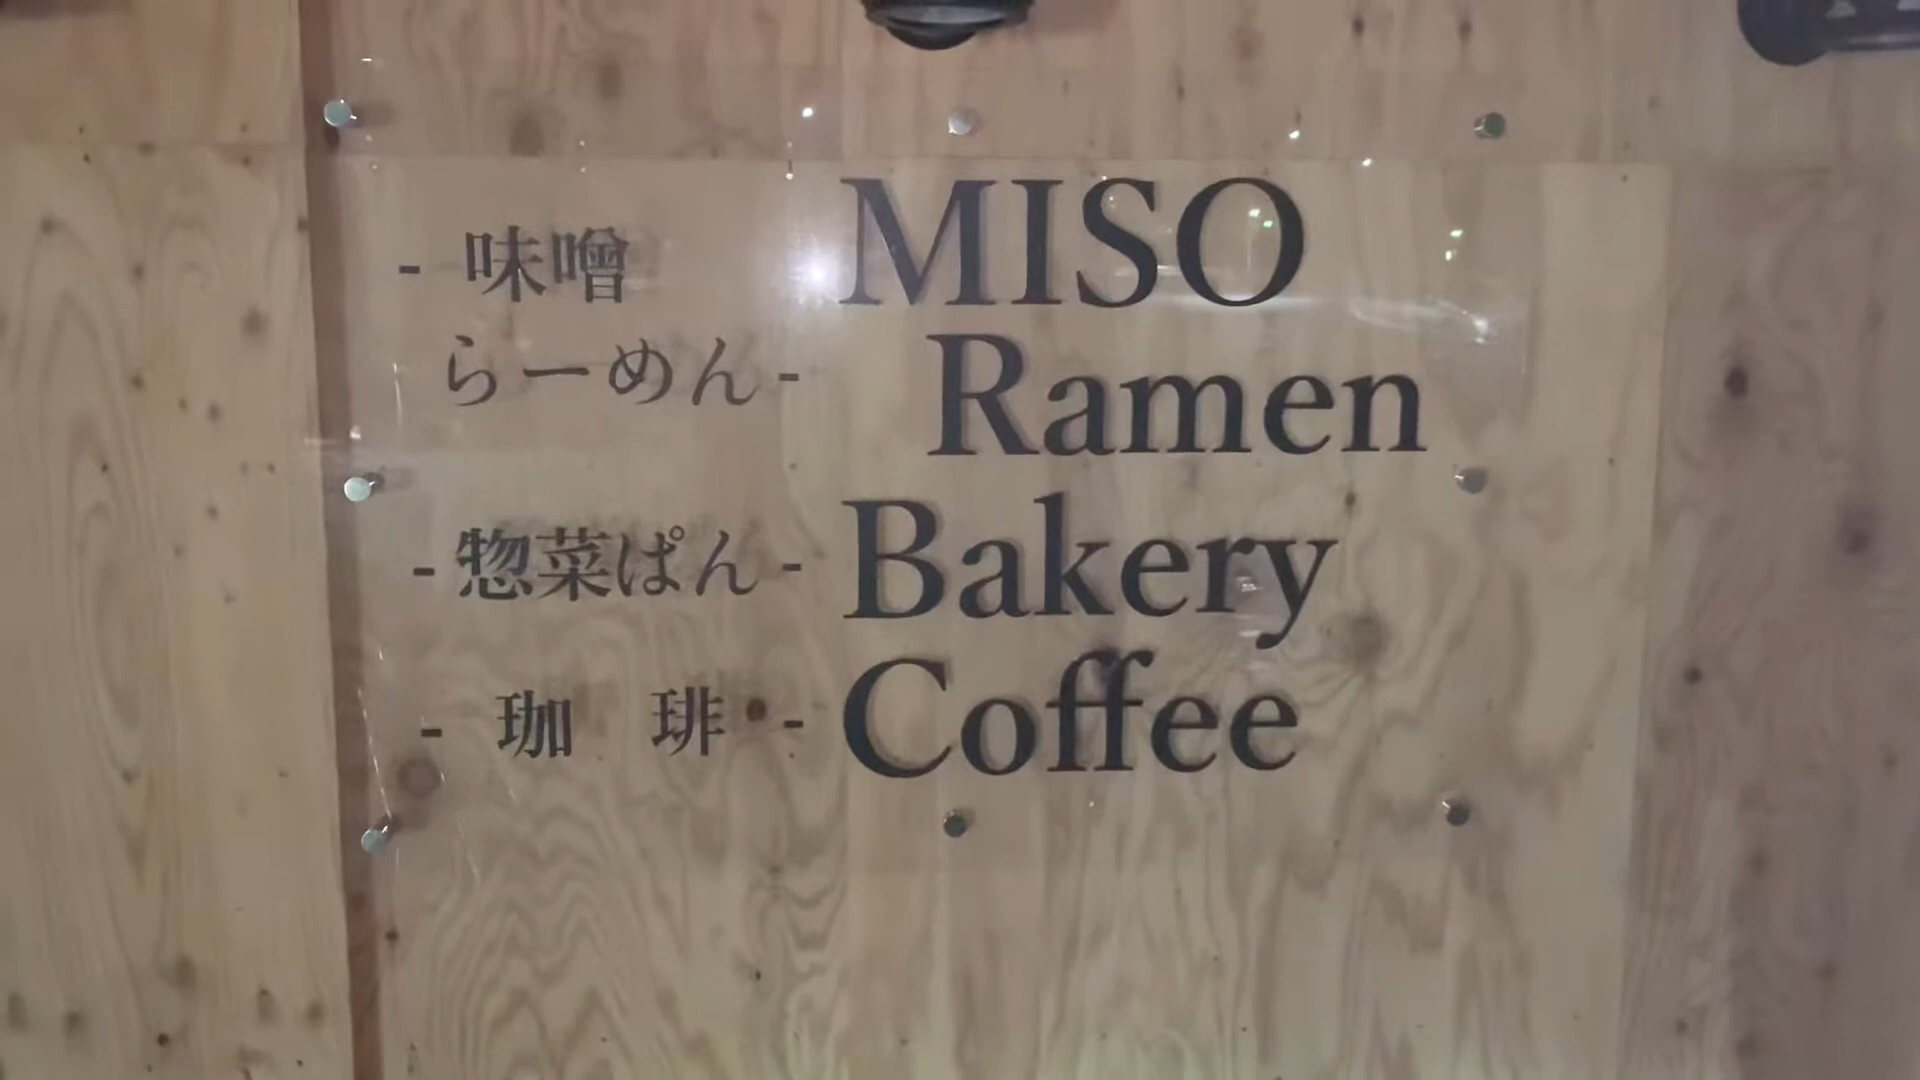 - 味噌
らーめん -
MISO
Ramen
- 惣菜ぱん - Bakery
- 珈 琲 - Coffee